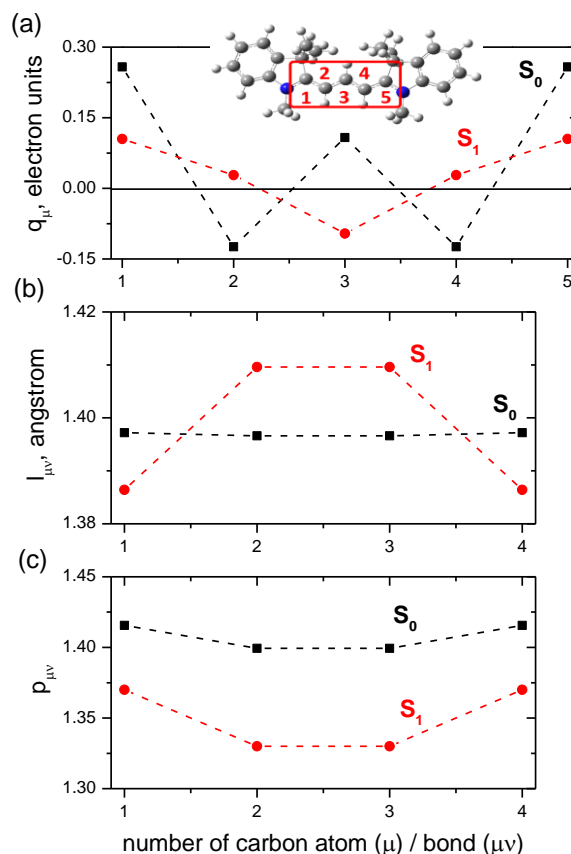 (a)
0.30
0.15
0.00
-0.15
qμ, electron units
2 4
1 3 5
S0
S1
1 2 3 4 5
(b)
1.42
1.40
1.38
lμν, angstrom
S1
S0
1 2 3 4
(c)
1.45
1.40
1.35
1.30
pμν
S0
S1
1 2 3 4
number of carbon atom (μ) / bond (μν)